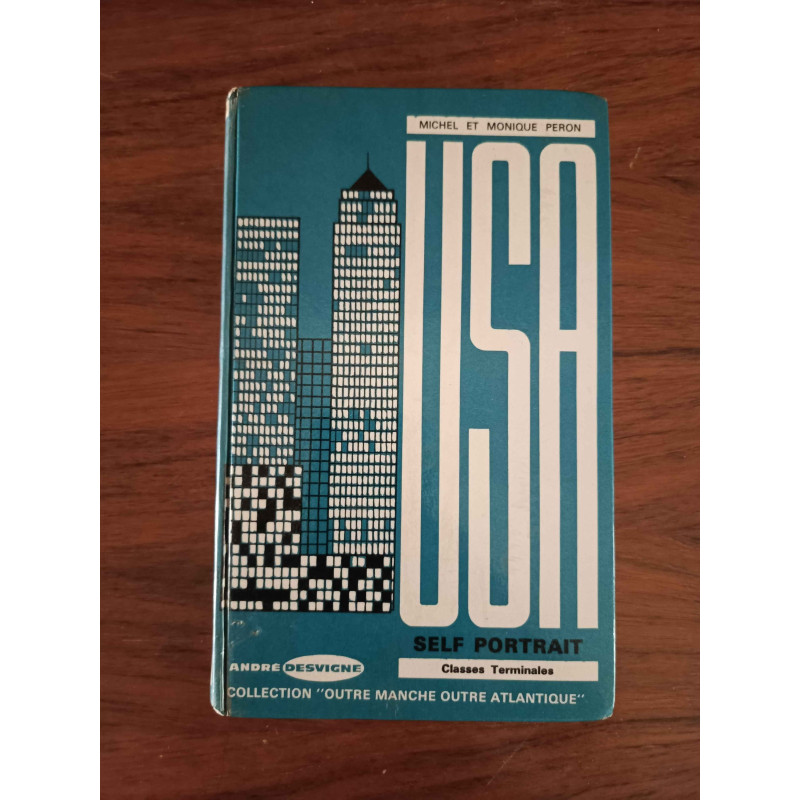 MICHEL ET MONIQUE PERON
USA
SELF PORTRAIT
Classes Terminales
ANDRÉ DESVIGNE
COLLECTION "OUTRE MANCHE OUTRE ATLANTIQUE"